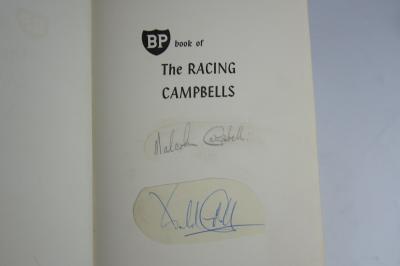 BP book of
The RACING
CAMPBELLS
Malcolm Campbell